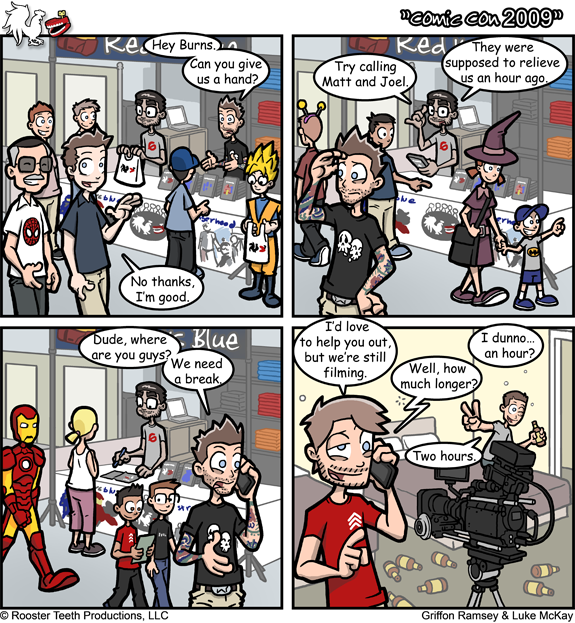 "comic con 2009"
Hey Burns.
Can you give
us a hand?
No thanks,
I'm good.
Try calling
Matt and Joel.
They were
supposed to relieve
us an hour ago.
Blue
Dude, where
are you guys?
We need
a break.
I'd love
to help you out,
but we're still
filming.
Well, how
much longer?
I dunno...
an hour?
Two hours.
© Rooster Teeth Productions, LLC
Griffon Ramsey & Luke McKay